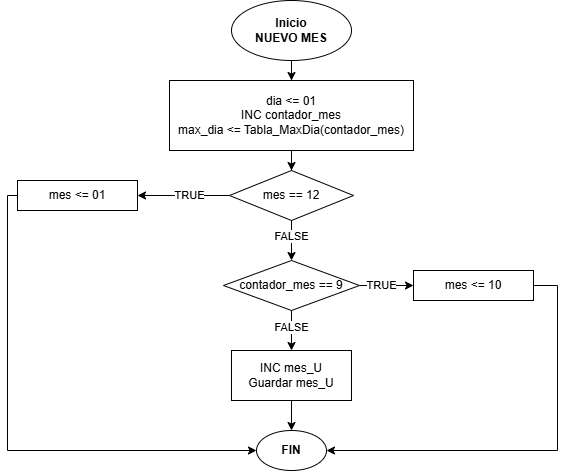 Inicio
NUEVO MES
dia <= 01
INC contador_mes
max_dia <= Tabla_MaxDia(contador_mes)
mes == 12
TRUE
mes <= 01
FALSE
contador_mes == 9
TRUE
mes <= 10
FALSE
INC mes_U
Guardar mes_U
FIN